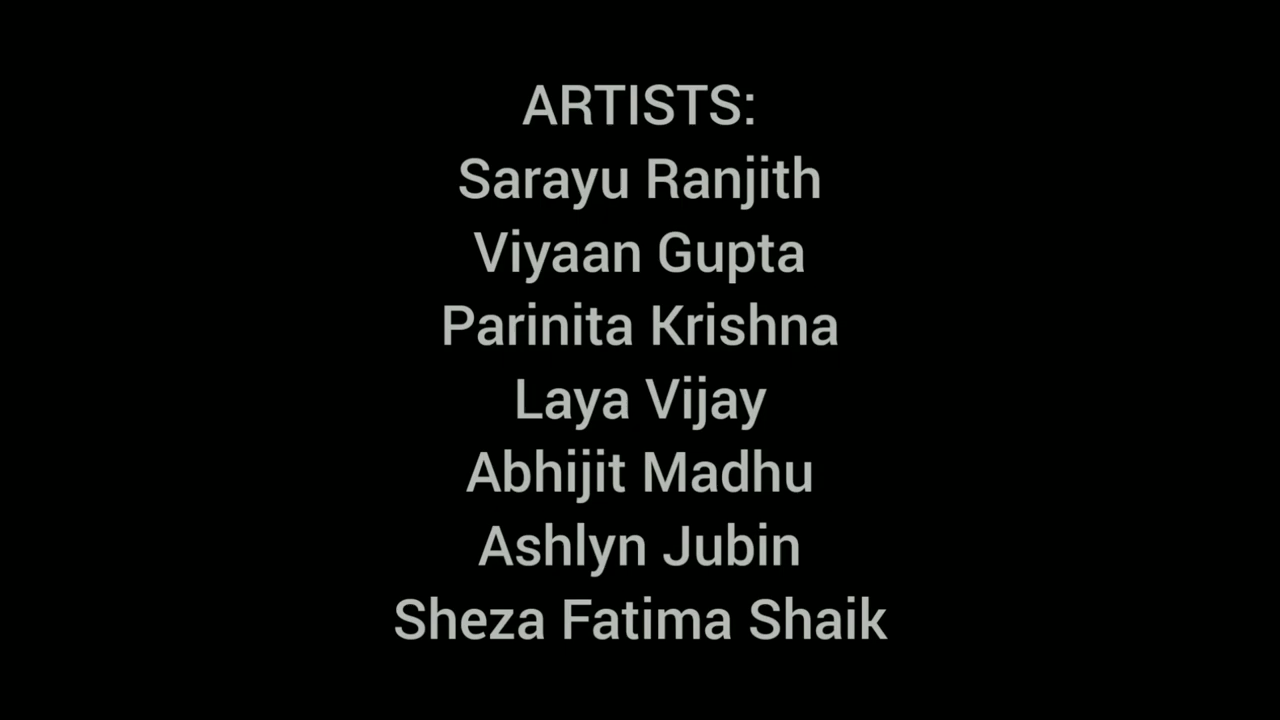 ARTISTS:
Sarayu Ranjith
Viyaan Gupta
Parinita Krishna
Laya Vijay
Abhijit Madhu
Ashlyn Jubin
Sheza Fatima Shaik